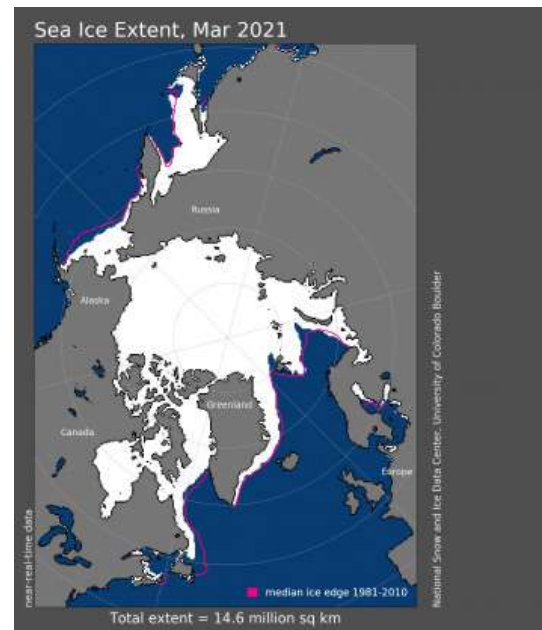 Sea Ice Extent, Mar 2021
Russia
Alaska
Greenland
Canada
Europe
near-real-time data
National Snow and Ice Data Center, University of Colorado Boulder
median ice edge 1981-2010
Total extent = 14.6 million sq km